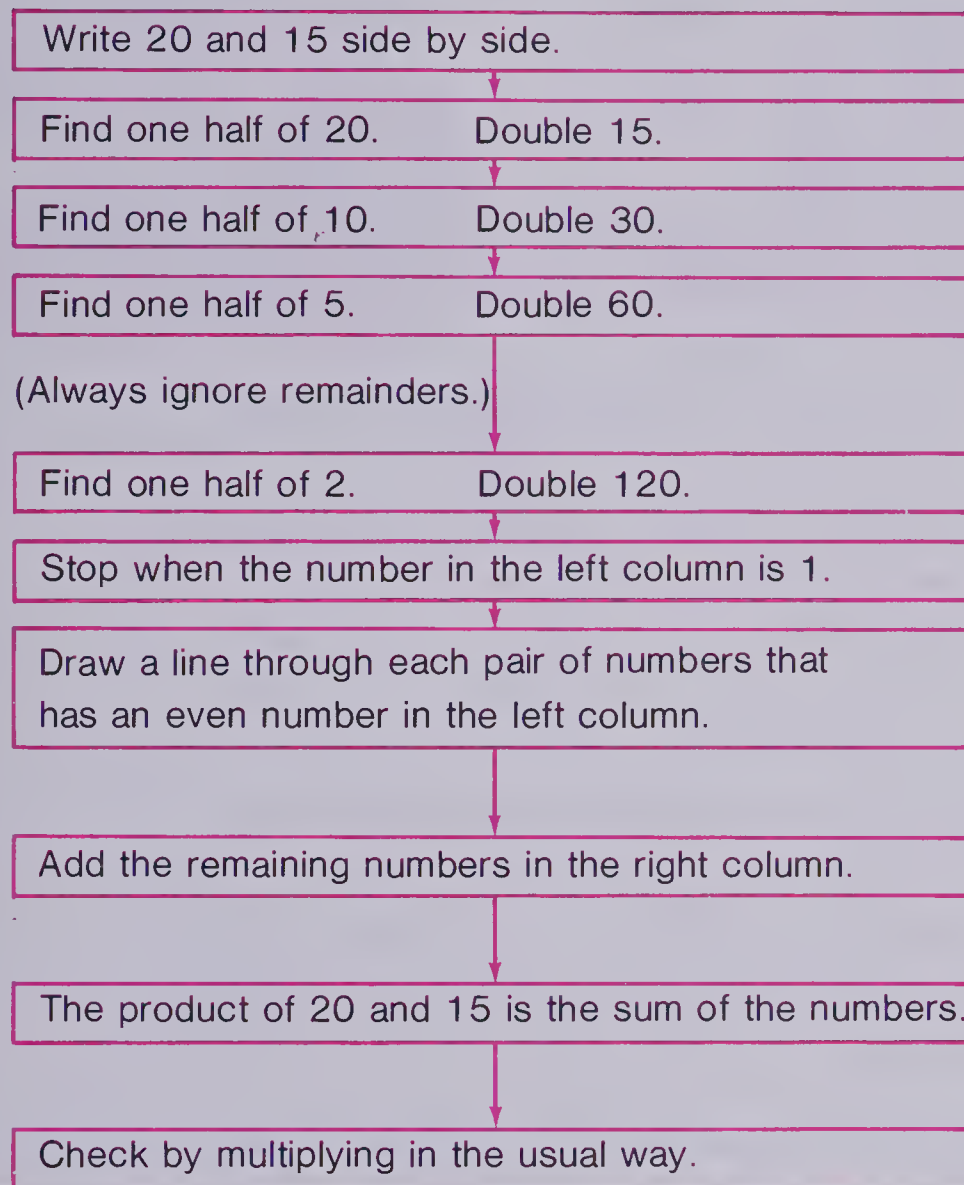 Write 20 and 15 side by side.
Find one half of 20. Double 15.
Find one half of 10. Double 30.
Find one half of 5. Double 60.
(Always ignore remainders.)
Find one half of 2. Double 120.
Stop when the number in the left column is 1.
Draw a line through each pair of numbers that
has an even number in the left column.
Add the remaining numbers in the right column.
The product of 20 and 15 is the sum of the numbers.
Check by multiplying in the usual way.